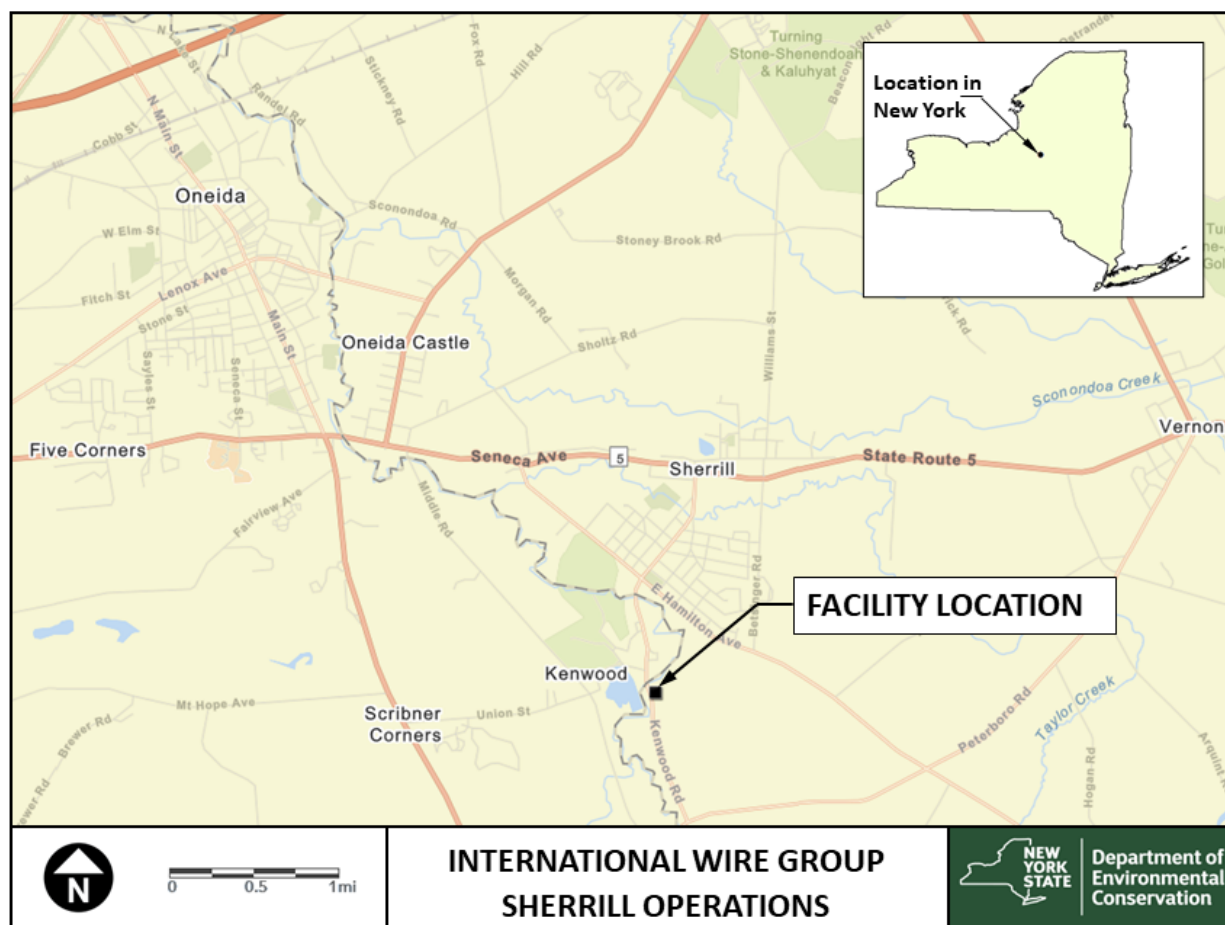 N Lake St
Randel Rd
Stickney Rd
Fox Rd
Hill Rd
Turning
Stone-Shenendoah
& Kaluhyat
Location in
New York
N Main St
Cobb St
Oneida
W Elm St
Sconondoa Rd
Stoney Brook Rd
Lenox Ave
Fitch St
Stone St
Main St
Morgan Rd
Sholtz Rd
Williams St
Oneida Castle
Sayles St
Seneca St
Sconondoa Creek
Vernon
Five Corners
Seneca Ave
5
Sherrill
State Route 5
Middle Rd
Fairview Ave
E Hamilton Ave
FACILITY LOCATION
Kenwood
Mt Hope Ave
Scribner
Corners
Union St
Brewer Rd
Kenwood Rd
Peterboro Rd
Taylor Creek
Hogan Rd
N
0 0.5 1mi
INTERNATIONAL WIRE GROUP
SHERRILL OPERATIONS
NEW
YORK
STATE
Department of
Environmental
Conservation